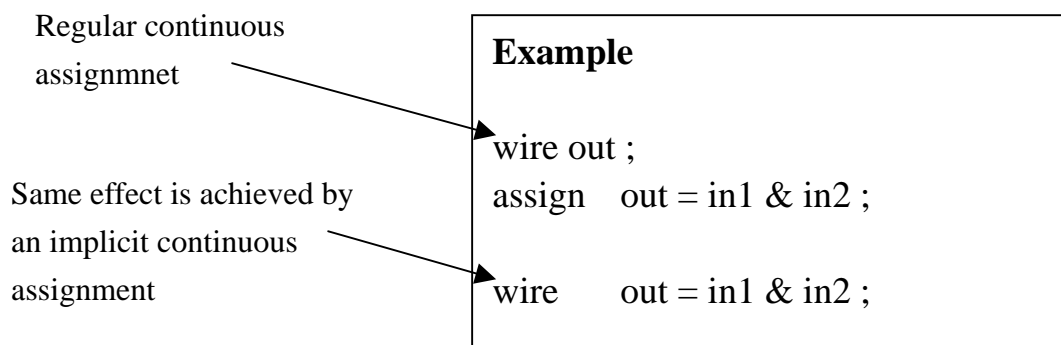 Regular continuous
assignmnet
Same effect is achieved by
an implicit continuous
assignment
Example
wire out ;
assign out = in1 & in2 ;
wire out = in1 & in2 ;